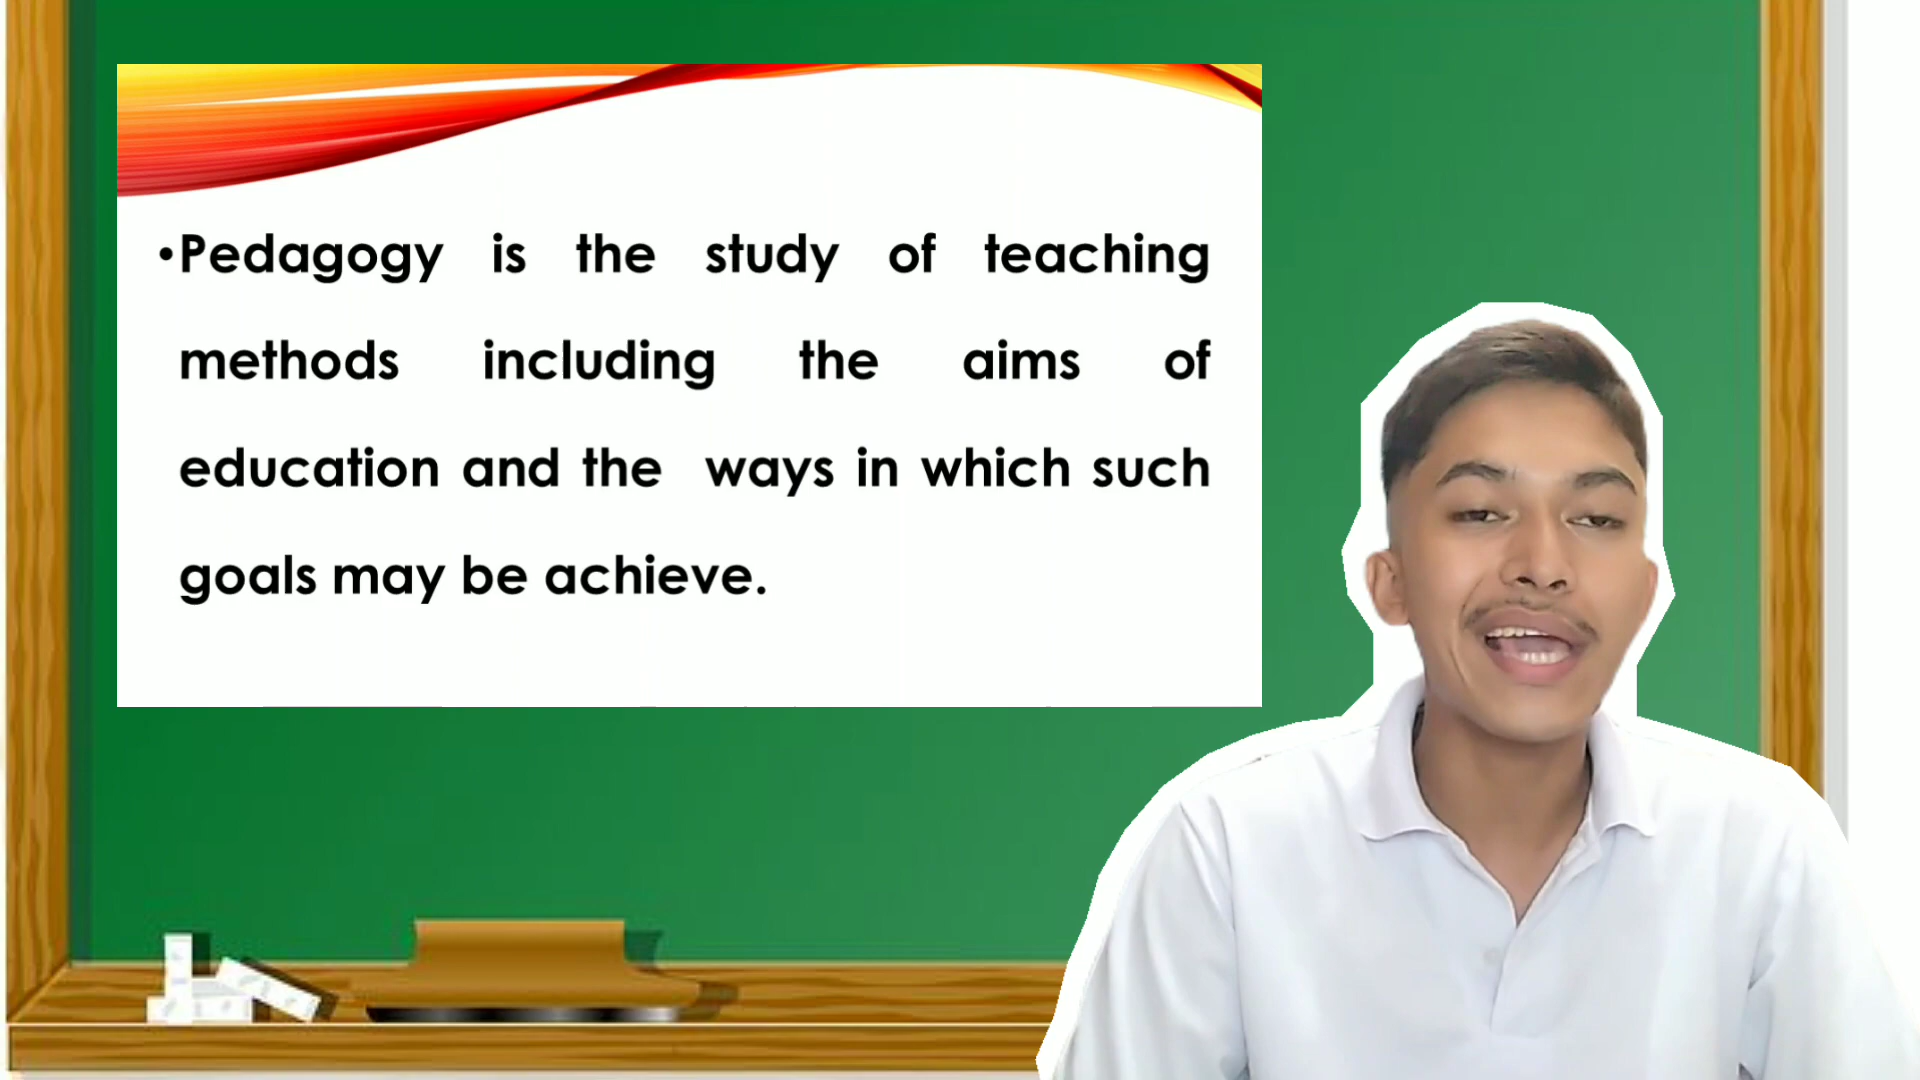 •Pedagogy is the study of teaching
methods including the aims of
education and the ways in which such
goals may be achieve.